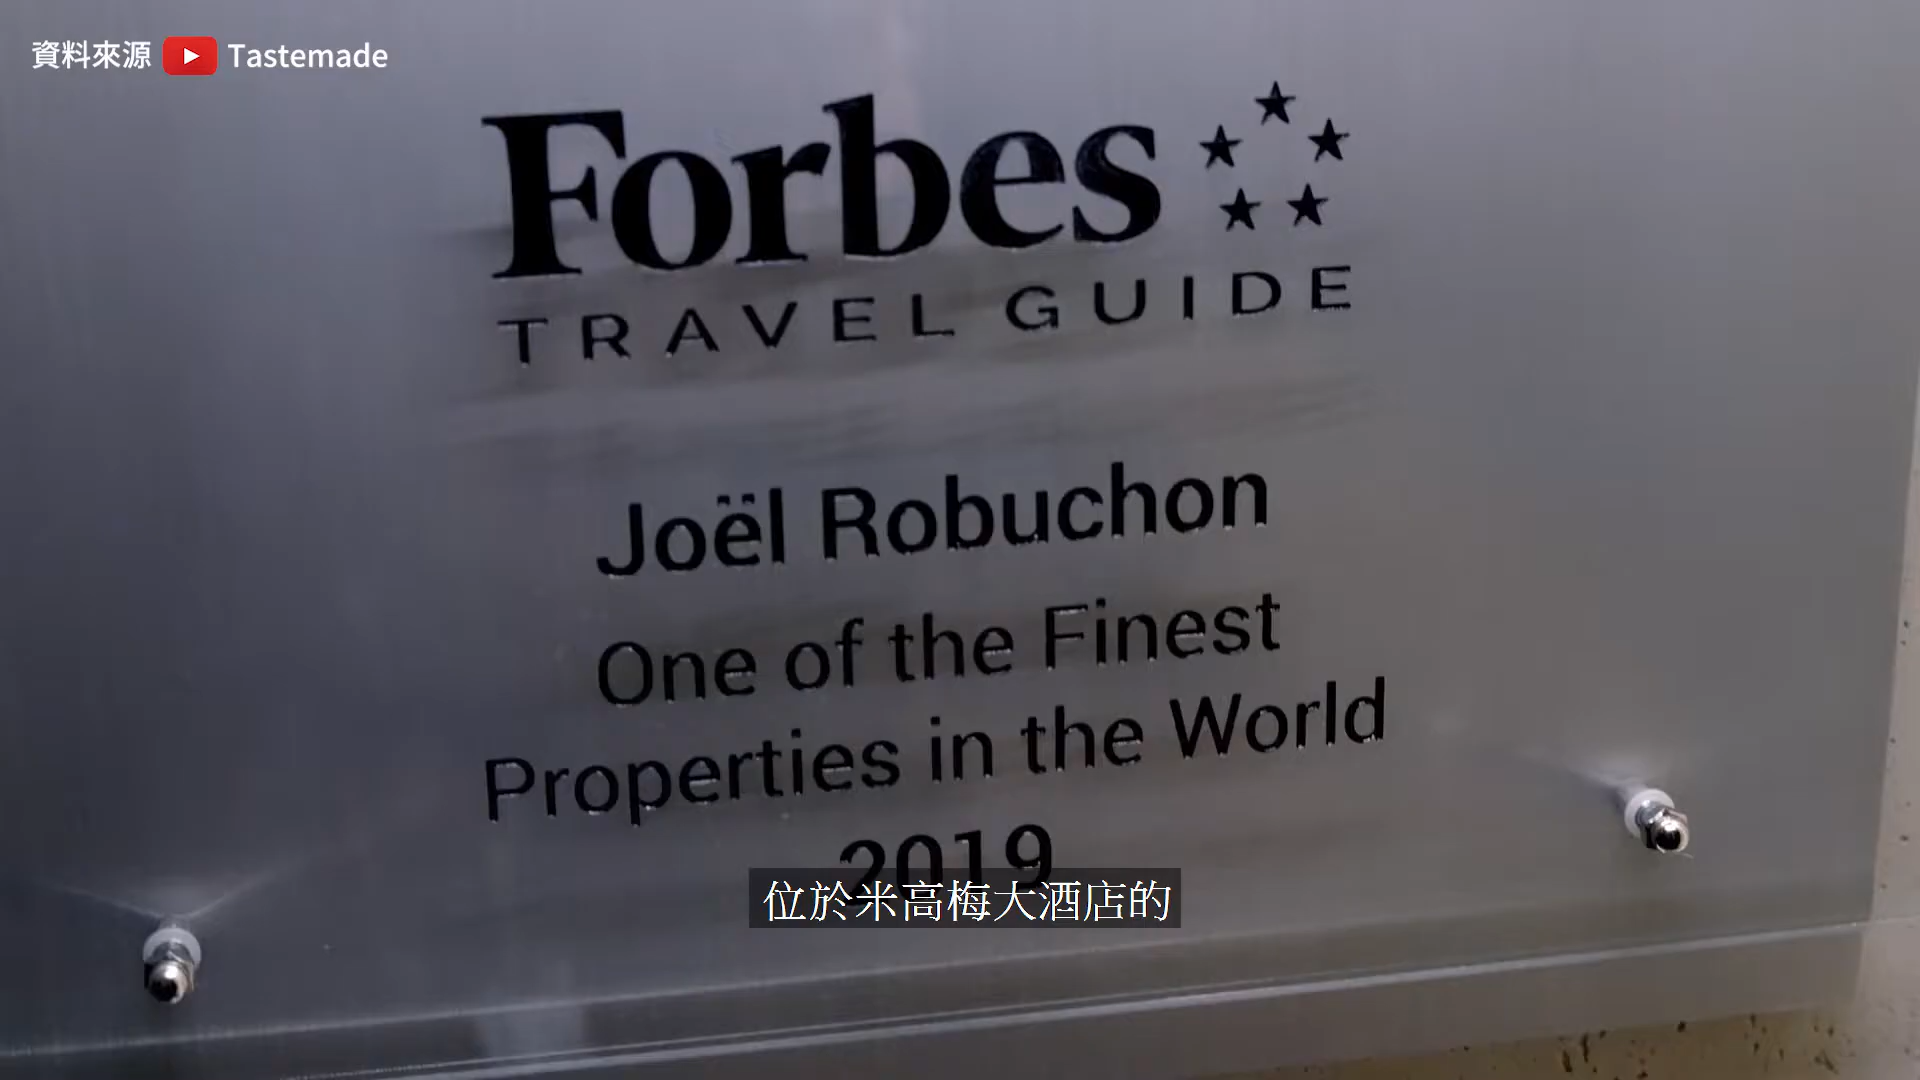 資料來源 Tastemade
Forbes
TRAVEL GUIDE
Joël Robuchon
One of the Finest
Properties in the World
2019
位於米高梅大酒店的